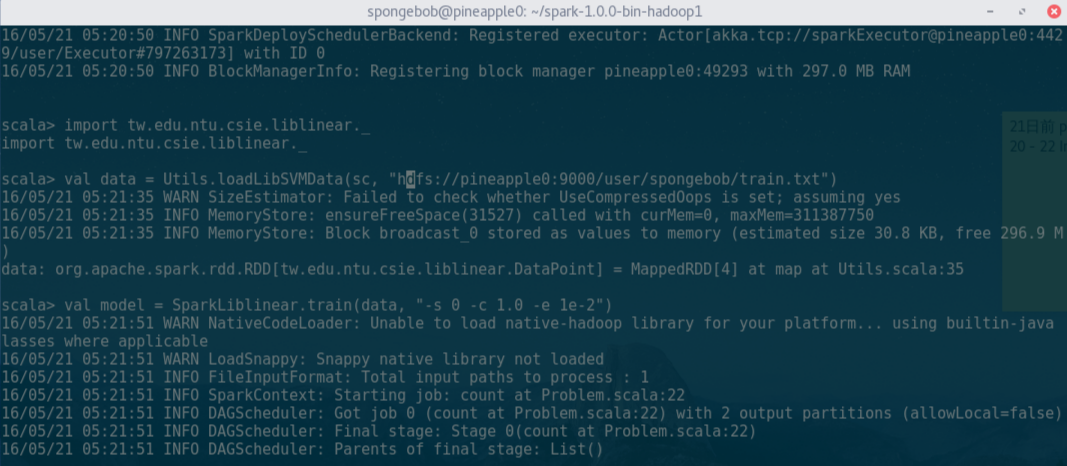 spongebob@pineapple0: ~/spark-1.0.0-bin-hadoop1
16/05/21 05:20:50 INFO SparkDeploySchedulerBackend: Registered executor: Actor[akka.tcp://sparkExecutor@pineapple0:442
9/user/Executor#797263173] with ID 0
16/05/21 05:20:50 INFO BlockManagerInfo: Registering block manager pineapple0:49293 with 297.0 MB RAM
scala> import tw.edu.ntu.csie.liblinear._
import tw.edu.ntu.csie.liblinear._
scala> val data = Utils.loadLibSVMData(sc, "hdfs://pineapple0:9000/user/spongebob/train.txt")
16/05/21 05:21:35 WARN SizeEstimator: Failed to check whether UseCompressedOops is set; assuming yes
16/05/21 05:21:35 INFO MemoryStore: ensureFreeSpace(31527) called with curMem=0, maxMem=311387750
16/05/21 05:21:35 INFO MemoryStore: Block broadcast_0 stored as values to memory (estimated size 30.8 KB, free 296.9 M
)
data: org.apache.spark.rdd.RDD[tw.edu.ntu.csie.liblinear.DataPoint] = MappedRDD[4] at map at Utils.scala:35
scala> val model = SparkLiblinear.train(data, "-s 0 -c 1.0 -e 1e-2")
16/05/21 05:21:51 WARN NativeCodeLoader: Unable to load native-hadoop library for your platform... using builtin-java
lasses where applicable
16/05/21 05:21:51 WARN LoadSnappy: Snappy native library not loaded
16/05/21 05:21:51 INFO FileInputFormat: Total input paths to process : 1
16/05/21 05:21:51 INFO SparkContext: Starting job: count at Problem.scala:22
16/05/21 05:21:51 INFO DAGScheduler: Got job 0 (count at Problem.scala:22) with 2 output partitions (allowLocal=false)
16/05/21 05:21:51 INFO DAGScheduler: Final stage: Stage 0(count at Problem.scala:22)
16/05/21 05:21:51 INFO DAGScheduler: Parents of final stage: List()
21日前 p
20 - 22